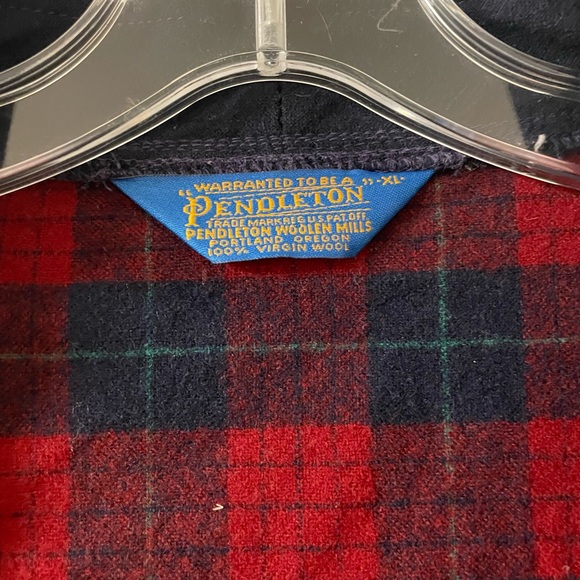 "WARRANTED TO BE A" -XL-
PENDLETON
TRADE MARK REG U.S. PAT. OFF.
PENDLETON WOOLEN MILLS
PORTLAND, OREGON
100% VIRGIN WOOL